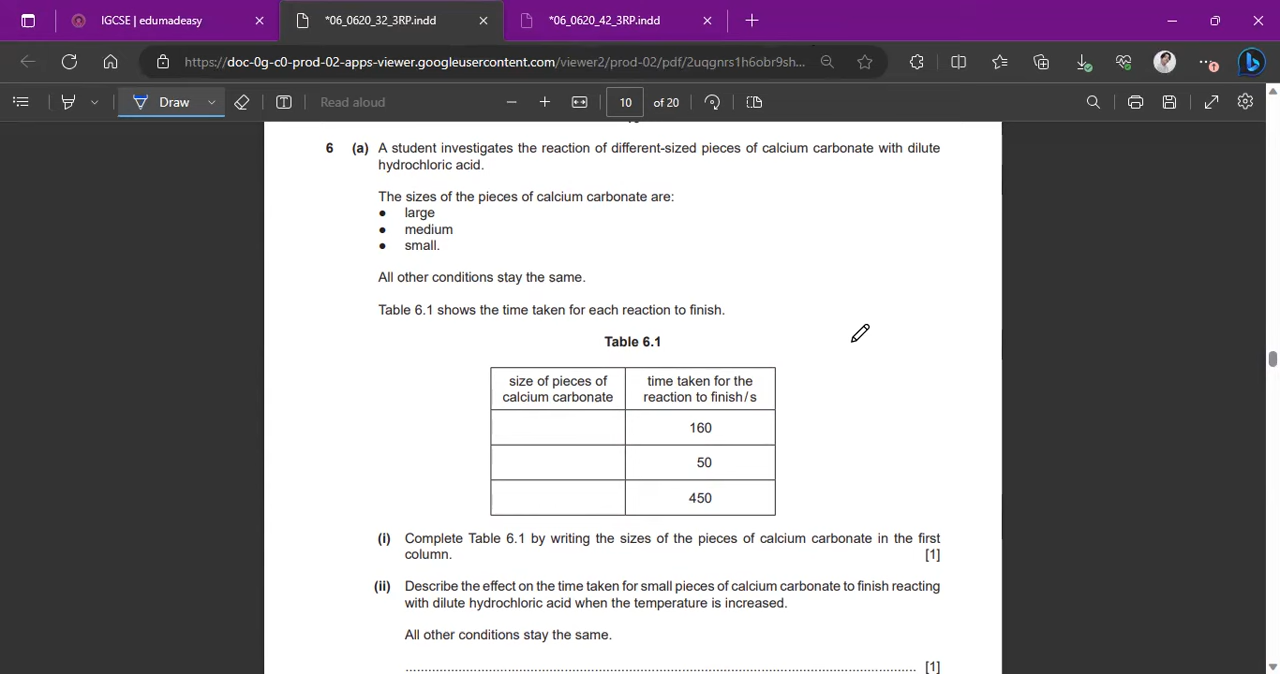 IGCSE | edumadeasy
*06_0620_32_3RP.indd
*06_0620_42_3RP.indd
https://doc-0g-c0-prod-02-apps-viewer.googleusercontent.com/viewer2/prod-02/pdf/2uqgnrs1h6obr9sh...
Draw
Read aloud
10 of 20
6 (a) A student investigates the reaction of different-sized pieces of calcium carbonate with dilute
hydrochloric acid.
The sizes of the pieces of calcium carbonate are:
● large
● medium
● small.
All other conditions stay the same.
Table 6.1 shows the time taken for each reaction to finish.
Table 6.1
size of pieces of calcium carbonate
time taken for the reaction to finish/s
160
50
450
(i) Complete Table 6.1 by writing the sizes of the pieces of calcium carbonate in the first
column. [1]
(ii) Describe the effect on the time taken for small pieces of calcium carbonate to finish reacting
with dilute hydrochloric acid when the temperature is increased.
All other conditions stay the same.
.................................................................................................................................. [1]